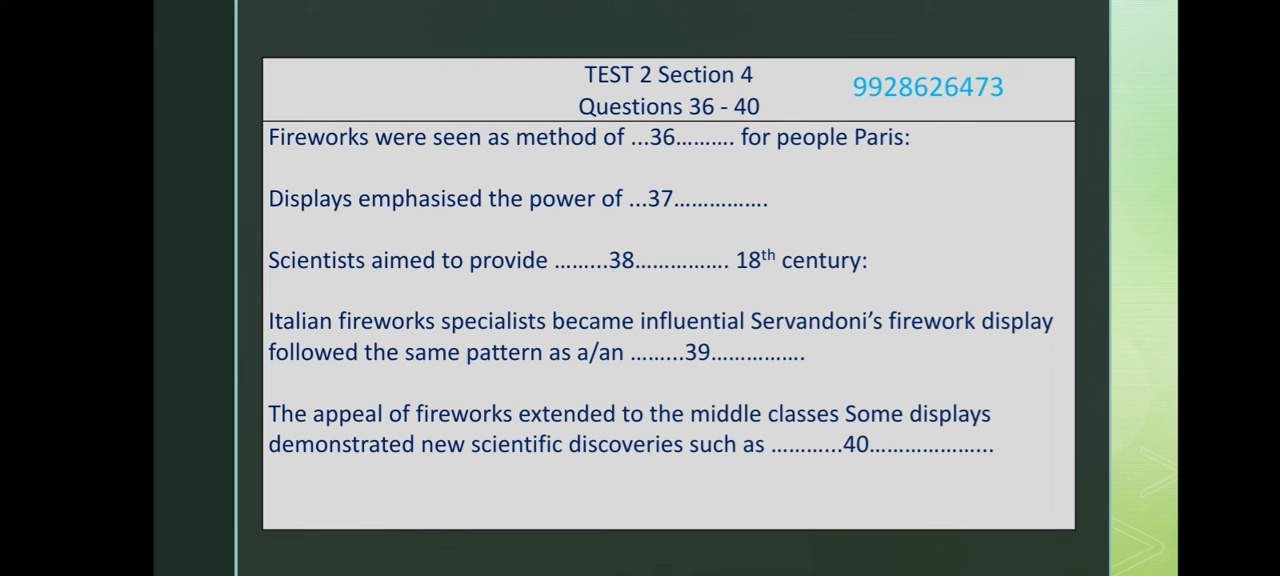 TEST 2 Section 4
Questions 36 - 40
9928626473
Fireworks were seen as method of ...36………. for people Paris:
Displays emphasised the power of ...37…………….
Scientists aimed to provide ……...38……………. 18th century:
Italian fireworks specialists became influential Servandoni’s firework display
followed the same pattern as a/an ……...39…………….
The appeal of fireworks extended to the middle classes Some displays
demonstrated new scientific discoveries such as ………...40………………...